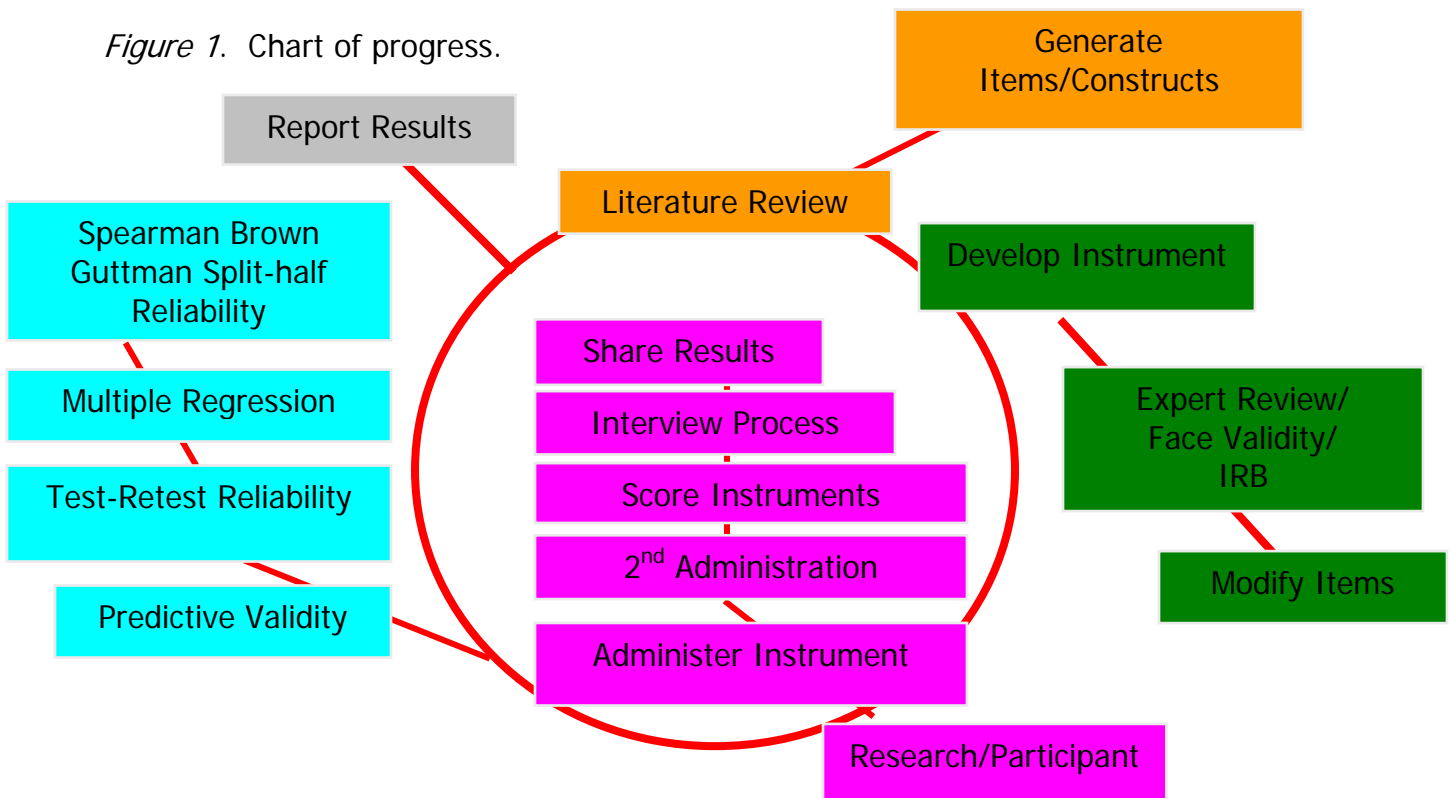 Figure 1. Chart of progress.
Generate
Items/Constructs
Report Results
Literature Review
Spearman Brown
Guttman Split-half
Reliability
Develop Instrument
Share Results
Multiple Regression
Interview Process
Expert Review/
Face Validity/
IRB
Test-Retest Reliability
Score Instruments
2nd Administration
Modify Items
Predictive Validity
Administer Instrument
Research/Participant